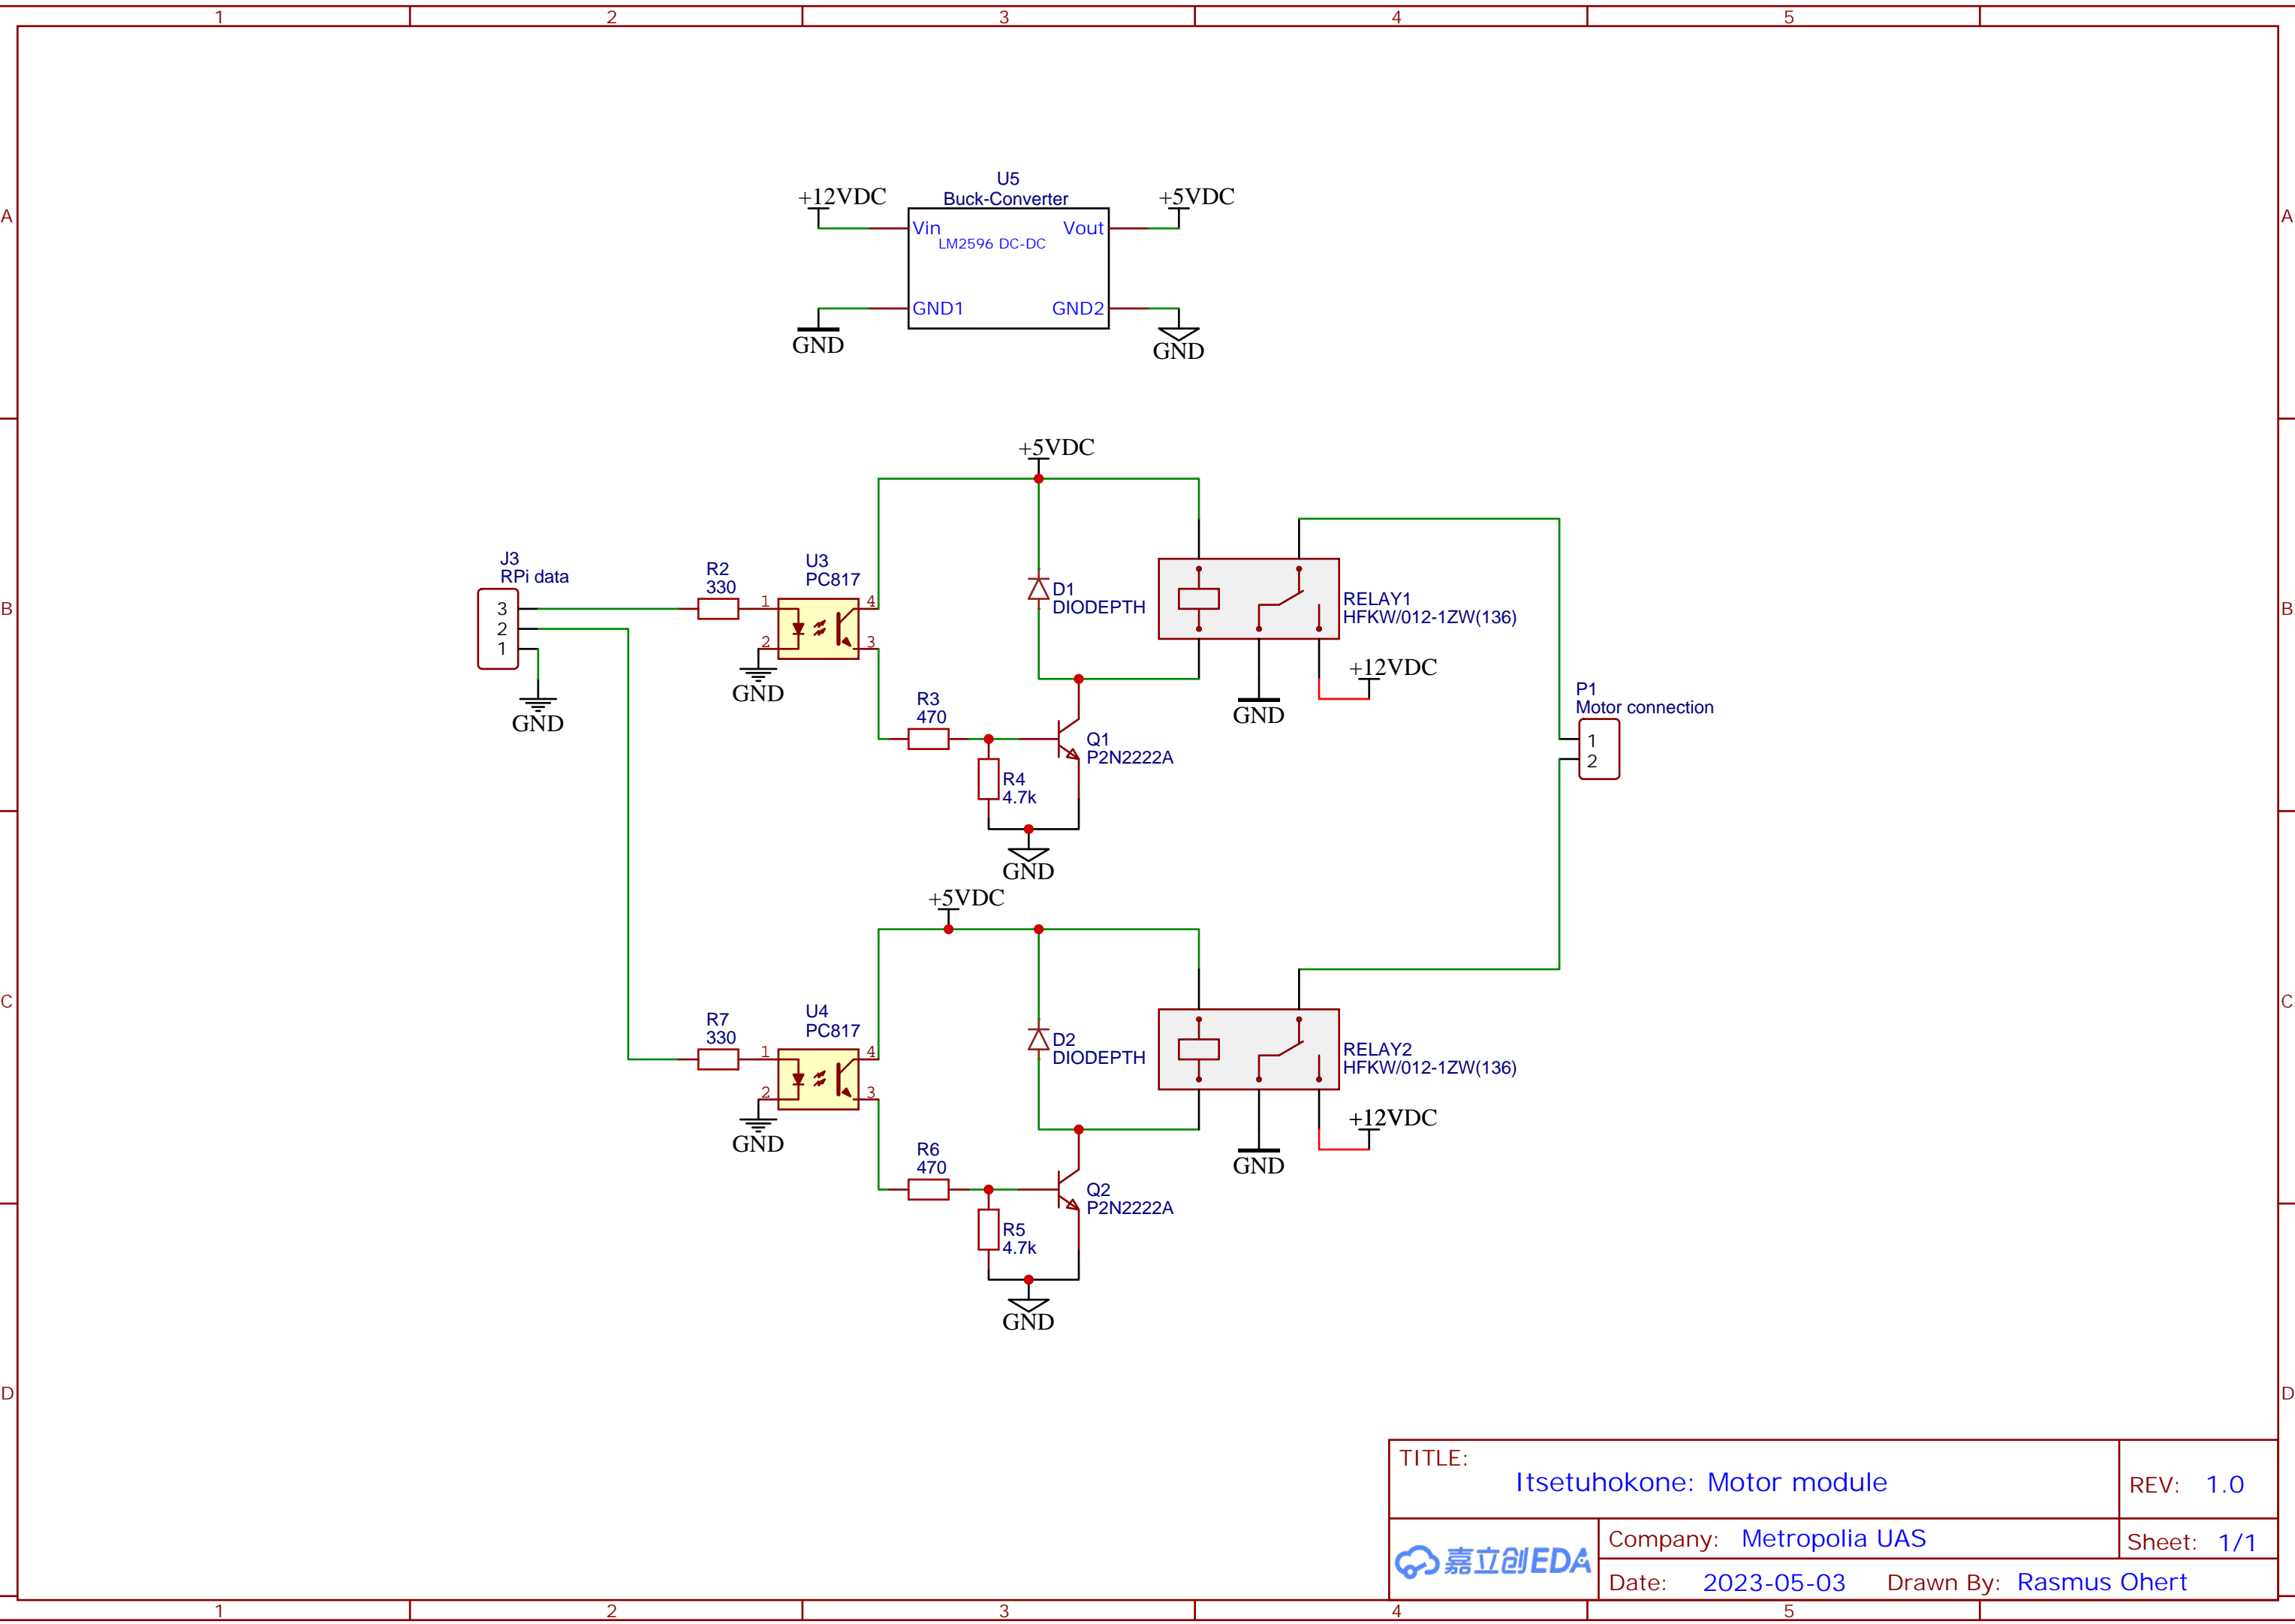 1 2 3 4 5
A A
U5
Buck-Converter
+12VDC +5VDC
Vin Vout
LM2596 DC-DC
GND1 GND2
GND GND
+5VDC
B B
J3
RPi data
3
2
1
GND
R2
330
U3
PC817
1 4
2 3
GND
D1
DIODEPTH
RELAY1
HFKW/012-1ZW(136)
+12VDC
GND
R3
470
Q1
P2N2222A
R4
4.7k
GND
P1
Motor connection
1
2
+5VDC
C C
R7
330
U4
PC817
1 4
2 3
GND
D2
DIODEPTH
RELAY2
HFKW/012-1ZW(136)
+12VDC
GND
R6
470
Q2
P2N2222A
R5
4.7k
GND
D D
TITLE:
Itsetuhokone: Motor module
REV: 1.0
嘉立创EDA
Company: Metropolia UAS
Sheet: 1/1
Date: 2023-05-03 Drawn By: Rasmus Ohert
1 2 3 4 5